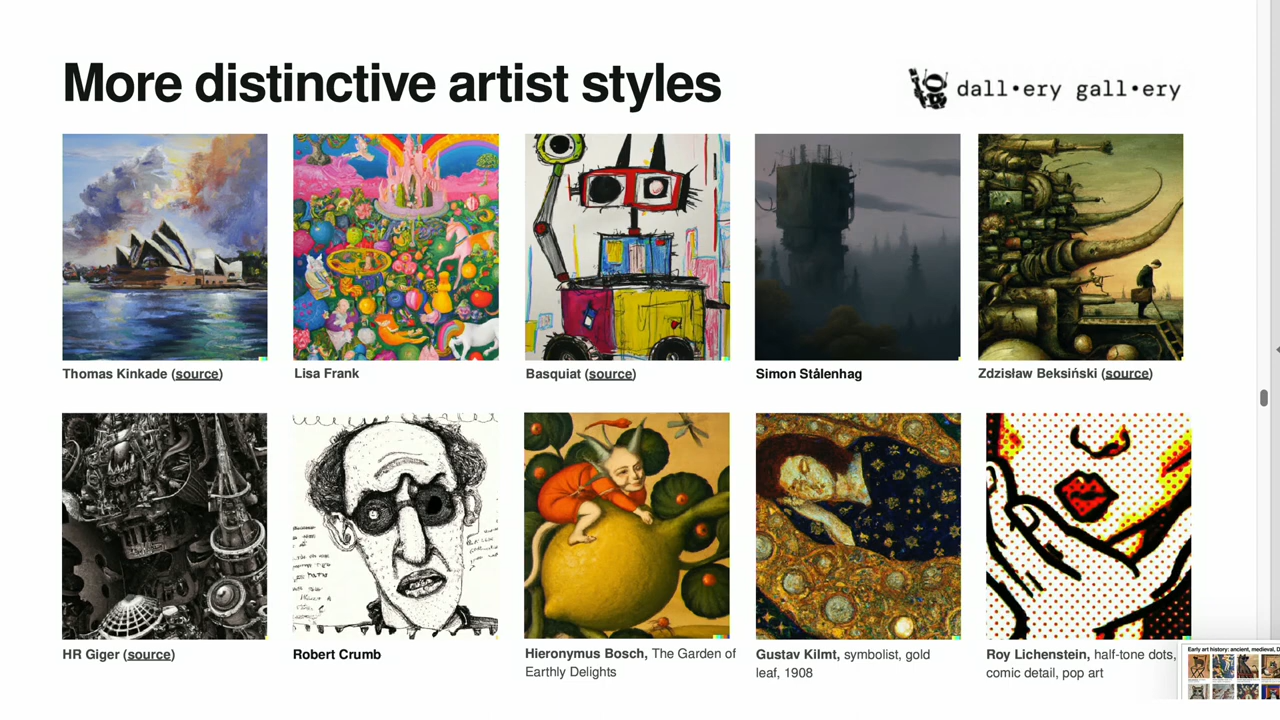 More distinctive artist styles
dall•ery gall•ery
Thomas Kinkade (source)
Lisa Frank
Basquiat (source)
Simon Stålenhag
Zdzisław Beksiński (source)
HR Giger (source)
Robert Crumb
Hieronymus Bosch, The Garden of
Earthly Delights
Gustav Kilmt, symbolist, gold
leaf, 1908
Roy Lichenstein, half-tone dots,
comic detail, pop art
Early art history: ancient, medieval, D